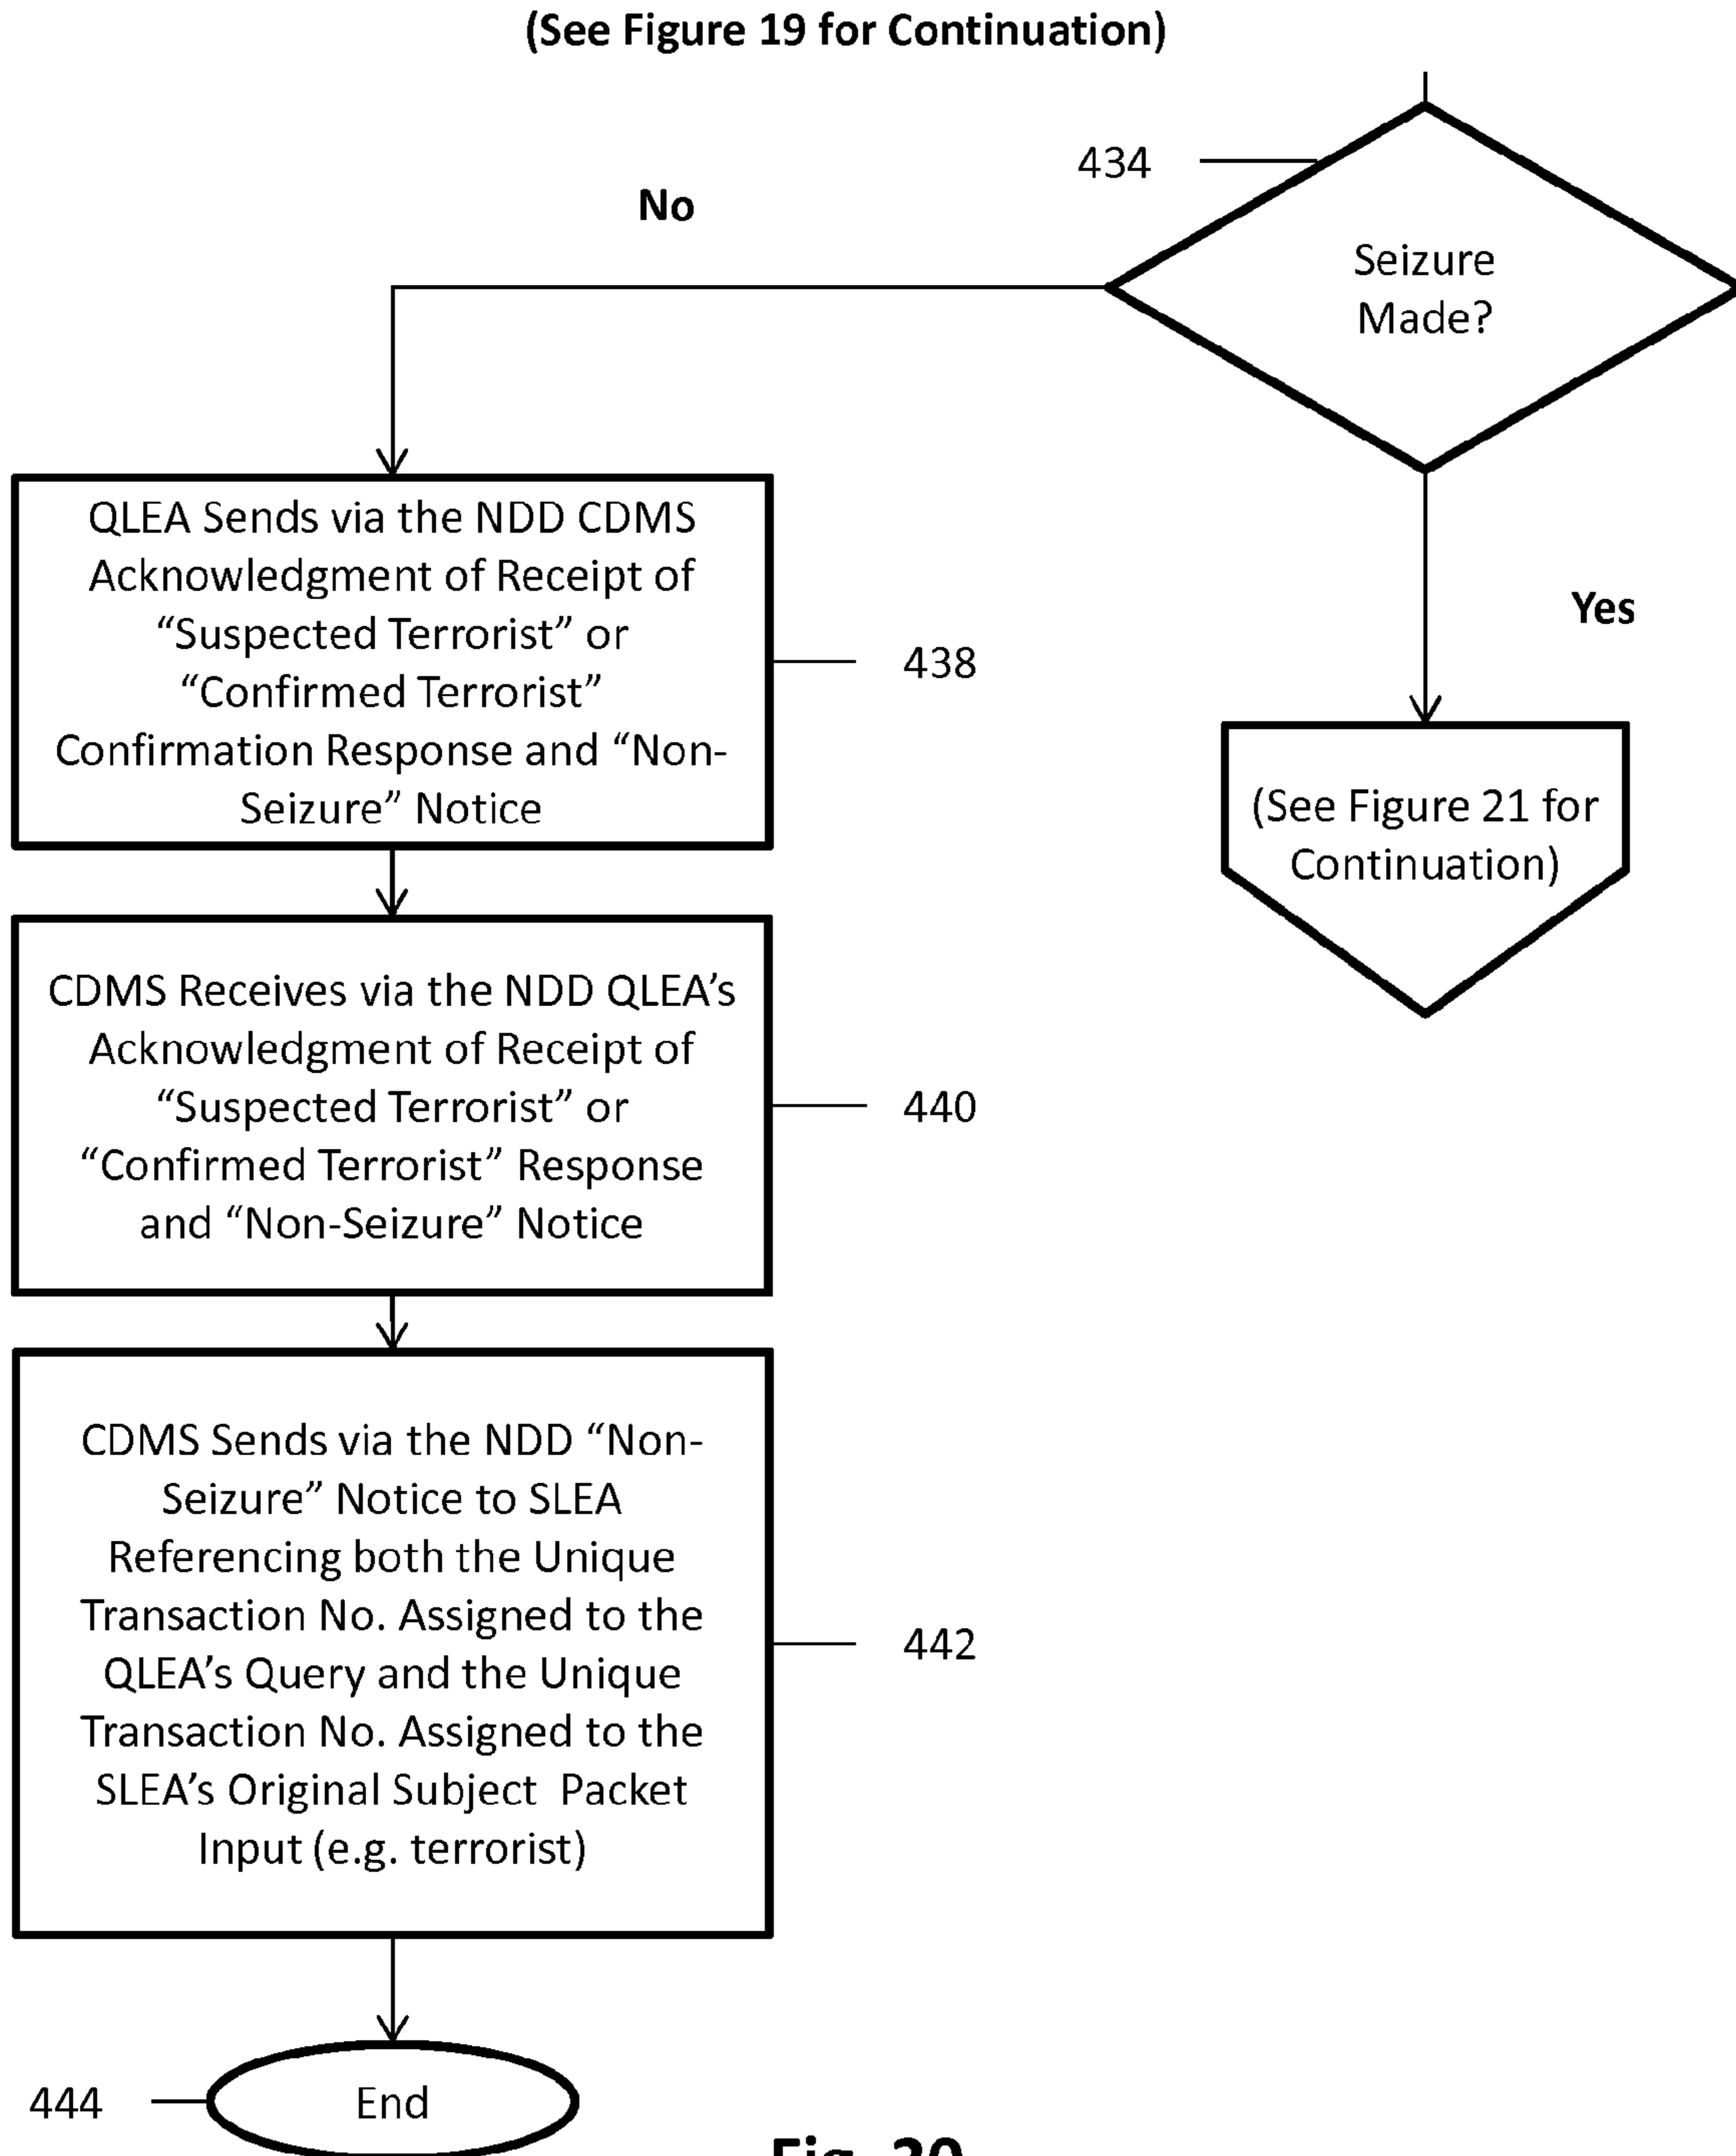 (See Figure 19 for Continuation)
434
No
Seizure
Made?
QLEA Sends via the NDD CDMS
Acknowledgment of Receipt of
“Suspected Terrorist” or
“Confirmed Terrorist”
Confirmation Response and “Non-
Seizure” Notice
438
Yes
(See Figure 21 for
Continuation)
CDMS Receives via the NDD QLEA’s
Acknowledgment of Receipt of
“Suspected Terrorist” or
“Confirmed Terrorist” Response
and “Non-Seizure” Notice
440
CDMS Sends via the NDD “Non-
Seizure” Notice to SLEA
Referencing both the Unique
Transaction No. Assigned to the
QLEA’s Query and the Unique
Transaction No. Assigned to the
SLEA’s Original Subject Packet
Input (e.g. terrorist)
442
444
End
Fig. 20